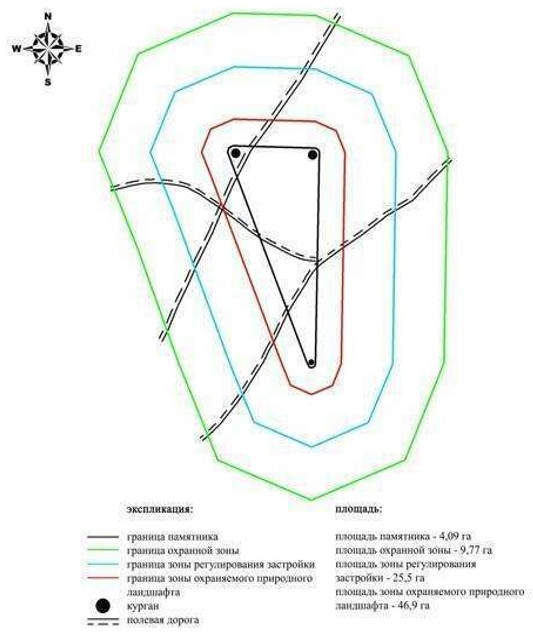 N
W E
S
экспликация:
площадь:
граница памятника
граница охранной зоны
граница зоны регулирования застройки
граница зоны охраняемого природного
ландшафта
курган
полевая дорога
площадь памятника - 4,09 га
площадь охранной зоны - 9,77 га
площадь зоны регулирования
застройки - 25,5 га
площадь зоны охраняемого природного
ландшафта - 46,9 га